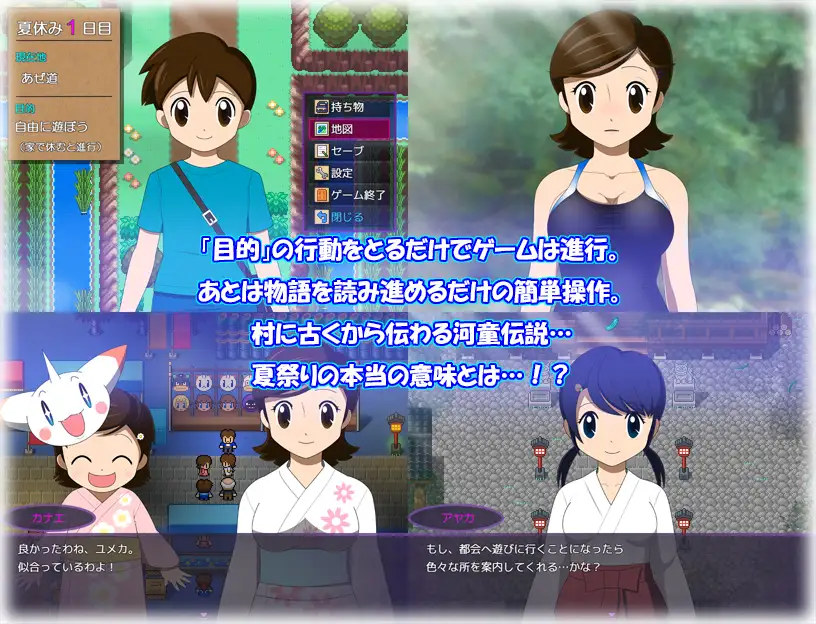 夏休み1日目
現在地
あぜ道
目的
自由に遊ぼう
（家で休むと進行）
持ち物
地図
セーブ
設定
ゲーム終了
閉じる
「目的」の行動をとるだけでゲームは進行。
あとは物語を読み進めるだけの簡単操作。
村に古くから伝わる河童伝説…
夏祭りの本当の意味とは…！？
カナエ
良かったわね、ユメカ。
似合っているわよ！
アヤカ
もし、都会へ遊びに行くことになったら
色々な所を案内してくれる…かな？